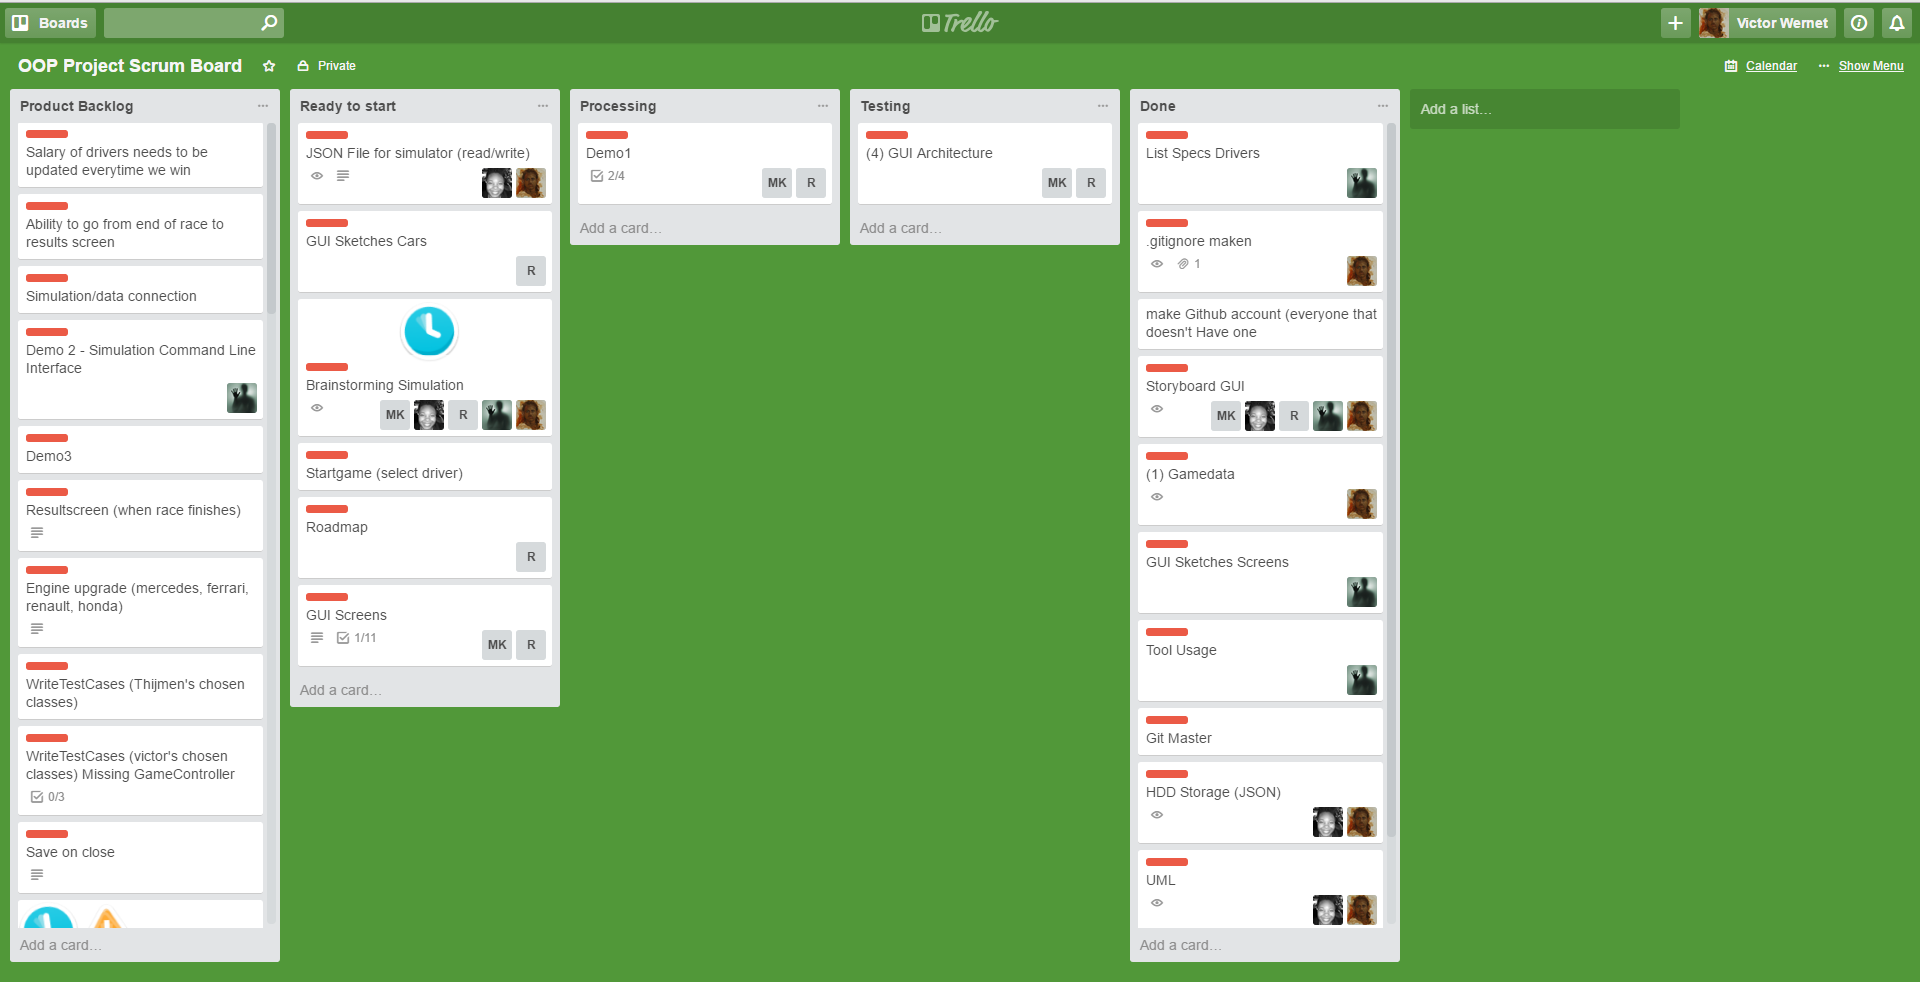 Boards
Trello
Victor Wernet
OOP Project Scrum Board
Private
Calendar
... Show Menu
Product Backlog
Salary of drivers needs to be
updated everytime we win
Ability to go from end of race to
results screen
Simulation/data connection
Demo 2 - Simulation Command Line
Interface
Demo3
Resultscreen (when race finishes)
Engine upgrade (mercedes, ferrari,
renault, honda)
WriteTestCases (Thijmen's chosen
classes)
WriteTestCases (victor's chosen
classes) Missing GameController
0/3
Save on close
Add a card...
Ready to start
JSON File for simulator (read/write)
GUI Sketches Cars
R
Brainstorming Simulation
MK R
Startgame (select driver)
Roadmap
R
GUI Screens
1/11
MK R
Add a card...
Processing
Demo1
2/4
MK R
Add a card...
Testing
(4) GUI Architecture
MK R
Add a card...
Done
List Specs Drivers
.gitignore maken
1
make Github account (everyone that
doesn't Have one
Storyboard GUI
MK R
(1) Gamedata
GUI Sketches Screens
Tool Usage
Git Master
HDD Storage (JSON)
UML
Add a card...
Add a list...